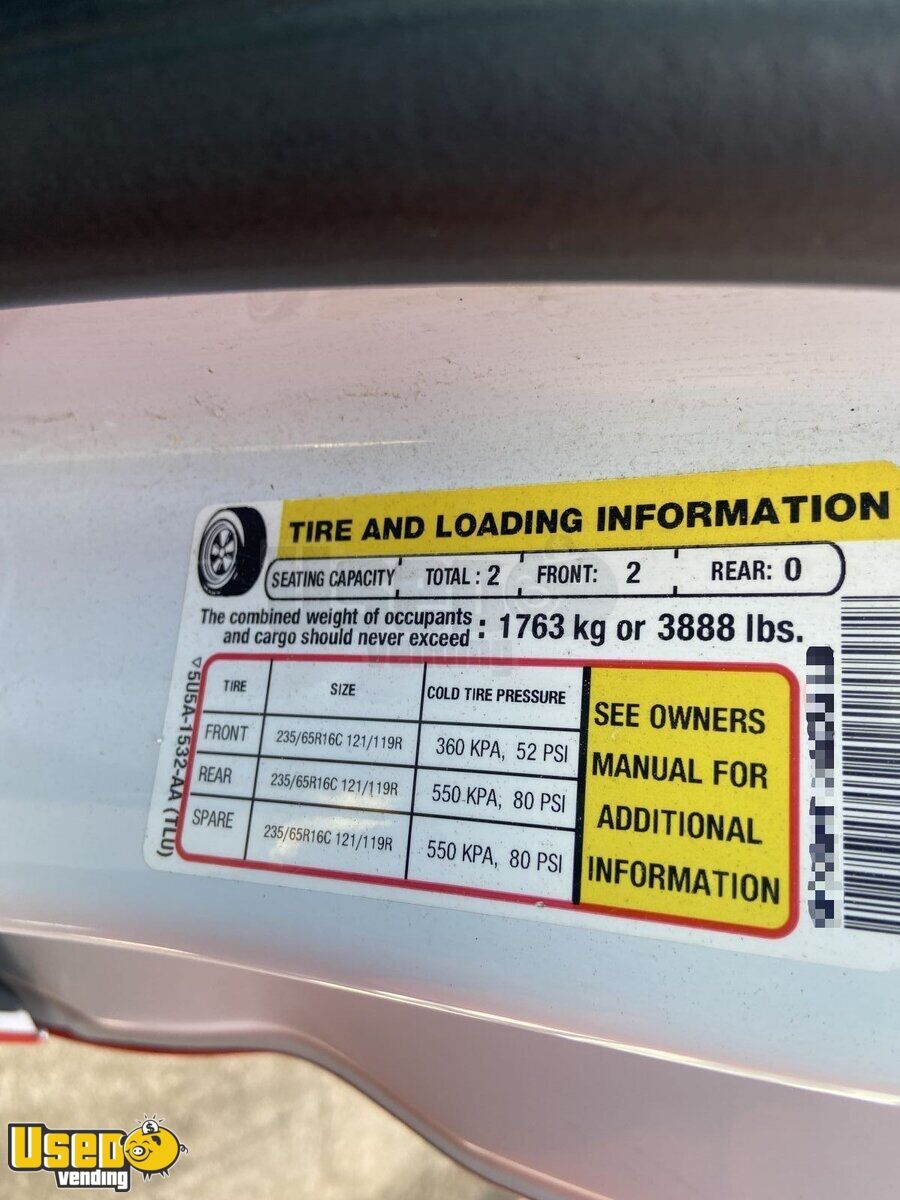 TIRE AND LOADING INFORMATION
SEATING CAPACITY TOTAL : 2 FRONT: 2 REAR: 0
The combined weight of occupants
and cargo should never exceed : 1763 kg or 3888 lbs.
TIRE SIZE COLD TIRE PRESSURE
FRONT 235/65R16C 121/119R 360 KPA, 52 PSI
REAR 235/65R16C 121/119R 550 KPA, 80 PSI
SPARE 235/65R16C 121/119R 550 KPA, 80 PSI
SEE OWNERS
MANUAL FOR
ADDITIONAL
INFORMATION
5U5A-1532-AA (TLU)
USED
vending